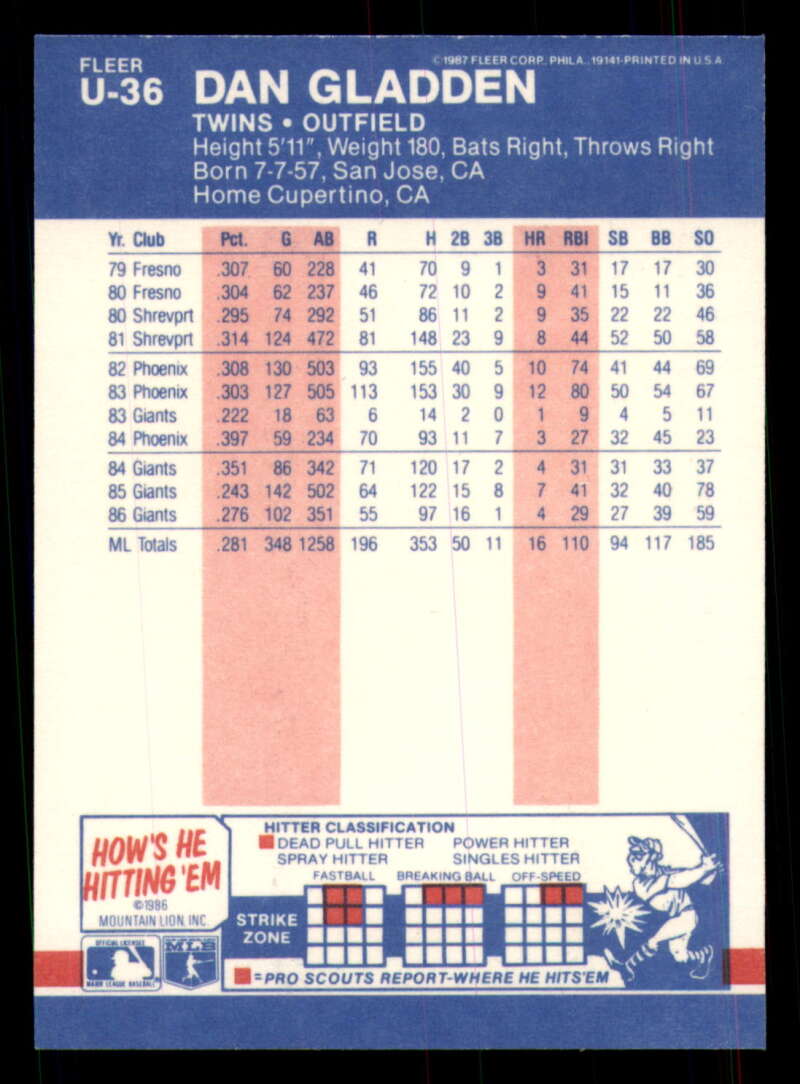 FLEER
©1987 FLEER CORP. PHILA., 19141-PRINTED IN U.S.A.
U-36 DAN GLADDEN
TWINS • OUTFIELD
Height 5'11", Weight 180, Bats Right, Throws Right
Born 7-7-57, San Jose, CA
Home Cupertino, CA
Yr. Club Pct. G AB R H 2B 3B HR RBI SB BB SO
79 Fresno .307 60 228 41 70 9 1 3 31 17 17 30
80 Fresno .304 62 237 46 72 10 2 9 41 15 11 36
80 Shrevprt .295 74 292 51 86 11 2 9 35 22 22 46
81 Shrevprt .314 124 472 81 148 23 9 8 44 52 50 58
82 Phoenix .308 130 503 93 155 40 5 10 74 41 44 69
83 Phoenix .303 127 505 113 153 30 9 12 80 50 54 67
83 Giants .222 18 63 6 14 2 0 1 9 4 5 11
84 Phoenix .397 59 234 70 93 11 7 3 27 32 45 23
84 Giants .351 86 342 71 120 17 2 4 31 31 33 37
85 Giants .243 142 502 64 122 15 8 7 41 32 40 78
86 Giants .276 102 351 55 97 16 1 4 29 27 39 59
ML Totals .281 348 1258 196 353 50 11 16 110 94 117 185
HOW'S HE
HITTING 'EM
©1986
MOUNTAIN LION, INC.
OFFICIAL LICENSEE
MAJOR LEAGUE BASEBALL
MLB
HITTER CLASSIFICATION
DEAD PULL HITTER POWER HITTER
SPRAY HITTER SINGLES HITTER
FASTBALL BREAKING BALL OFF-SPEED
STRIKE
ZONE
=PRO SCOUTS REPORT-WHERE HE HITS'EM